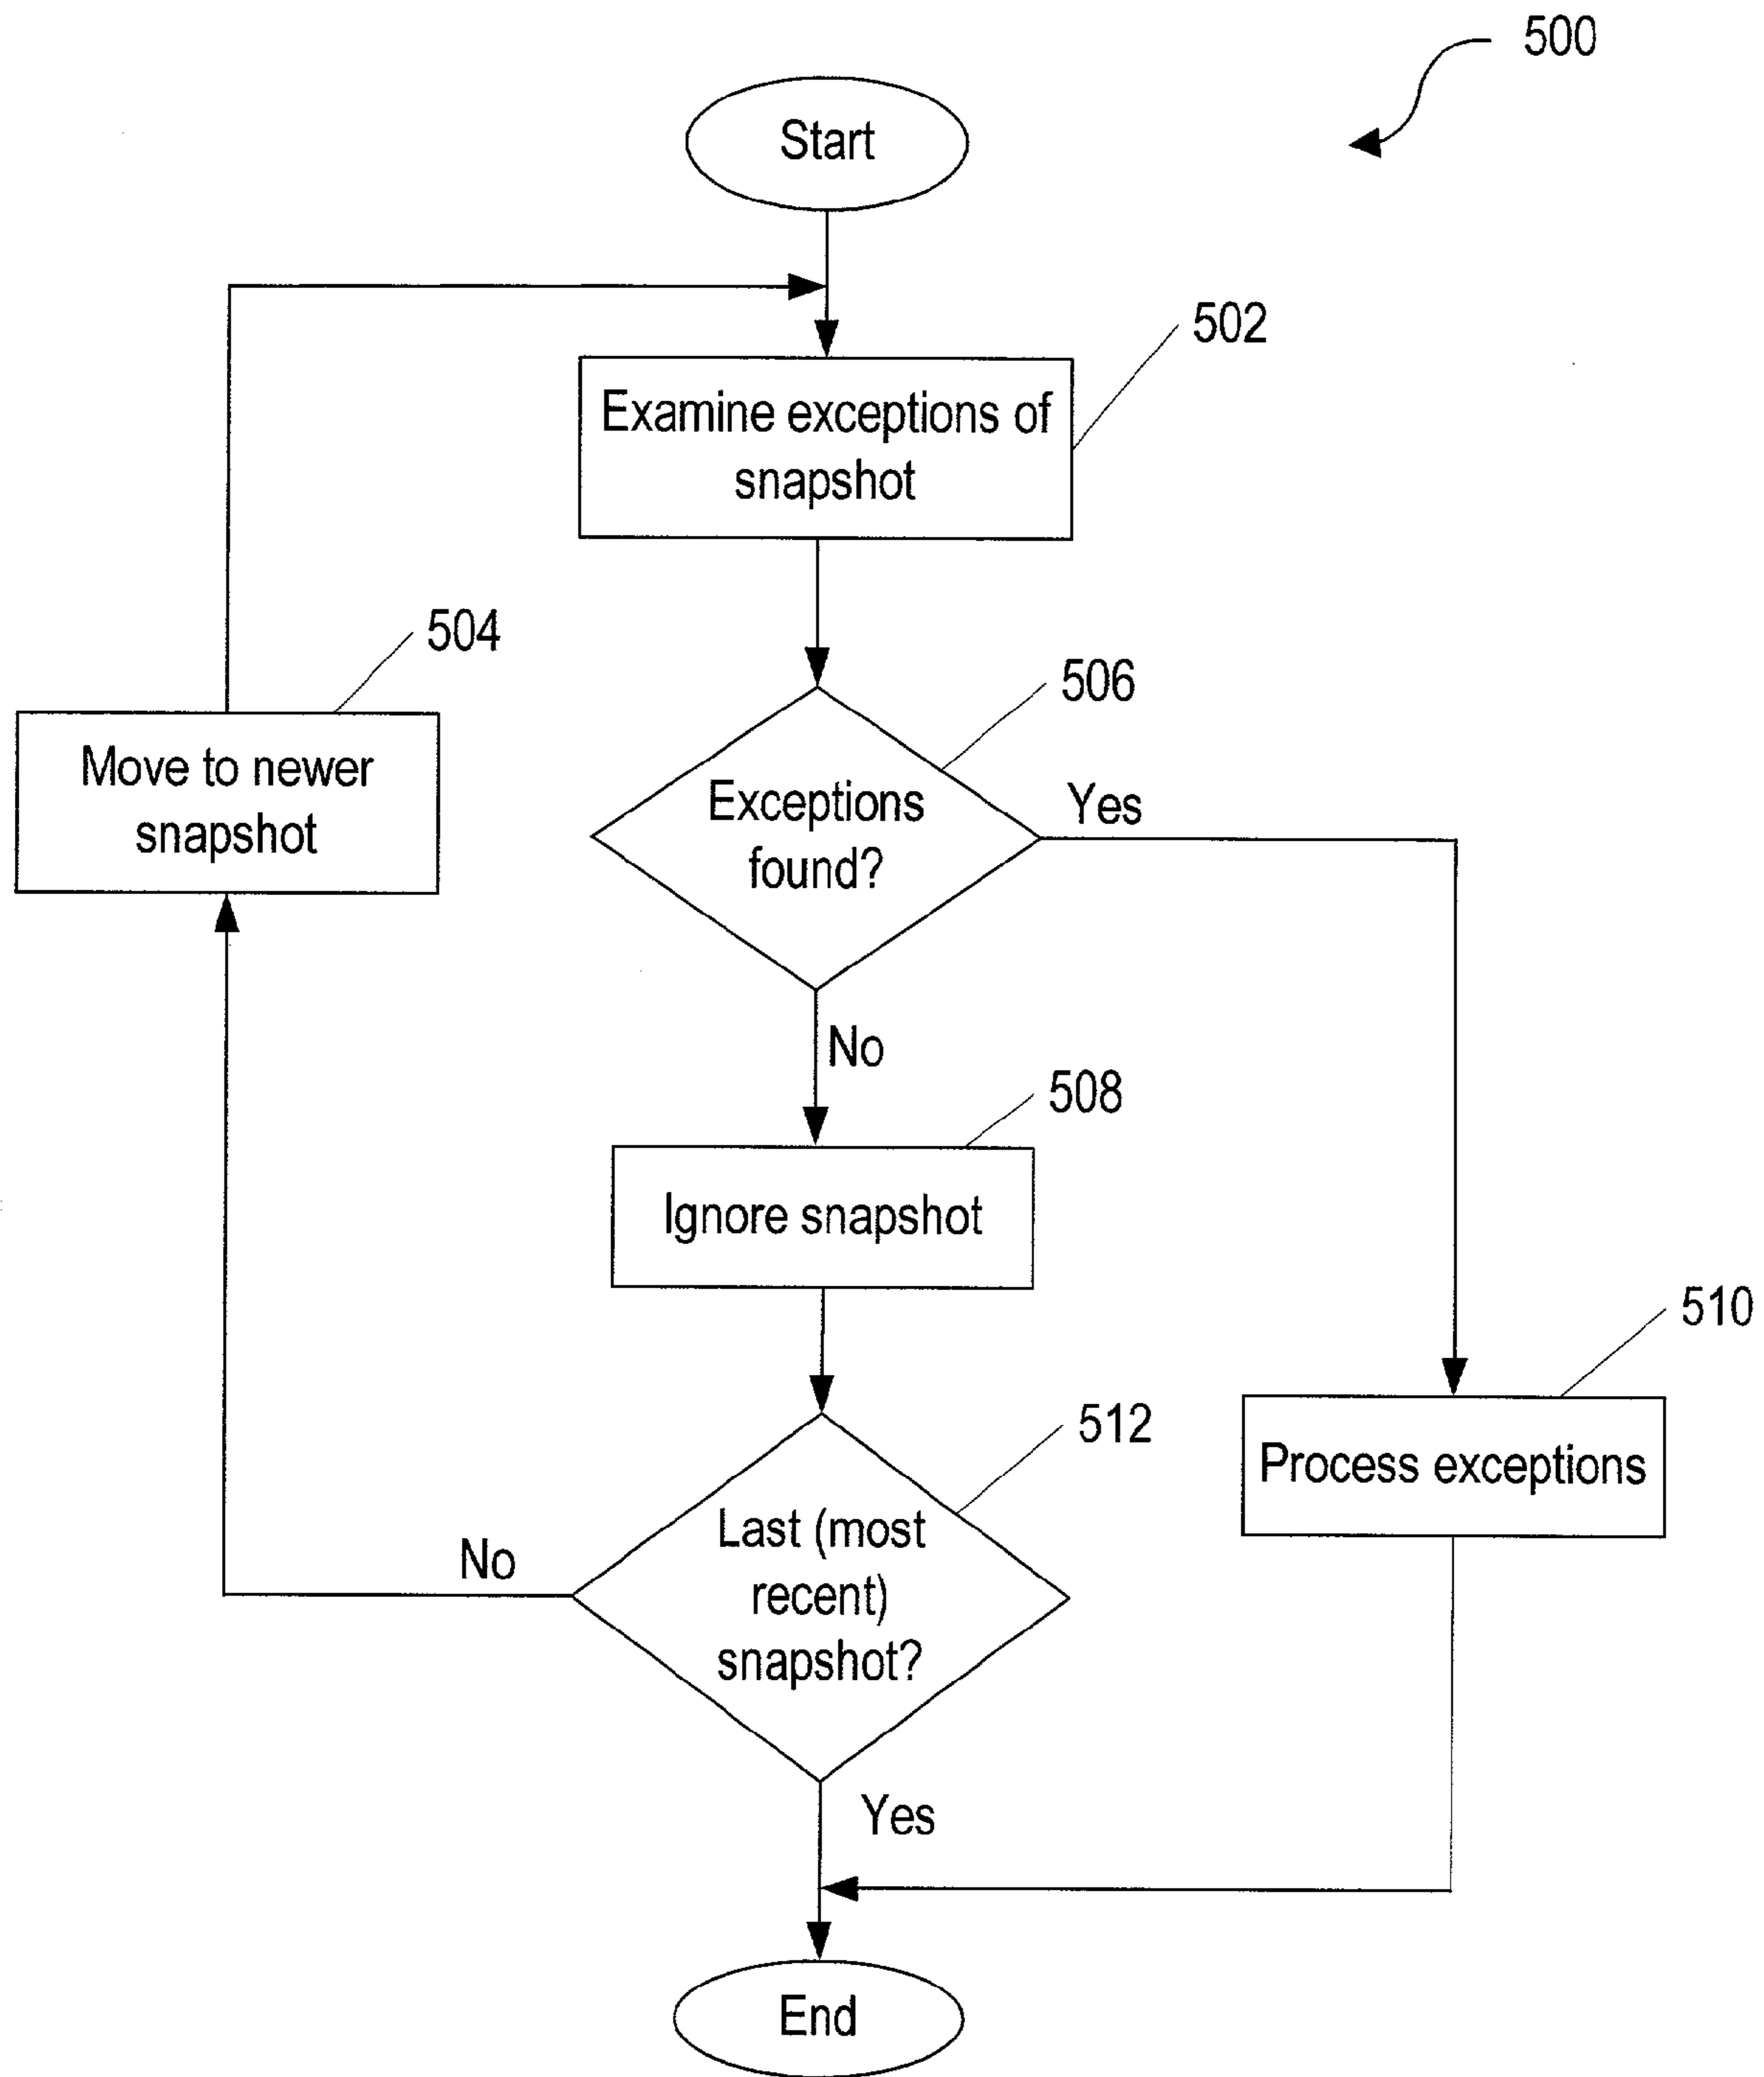 500
Start
502
Examine exceptions of
snapshot
504
Move to newer
snapshot
506
Exceptions
found?
Yes
No
508
Ignore snapshot
510
Process exceptions
512
Last (most
recent)
snapshot?
No
Yes
End